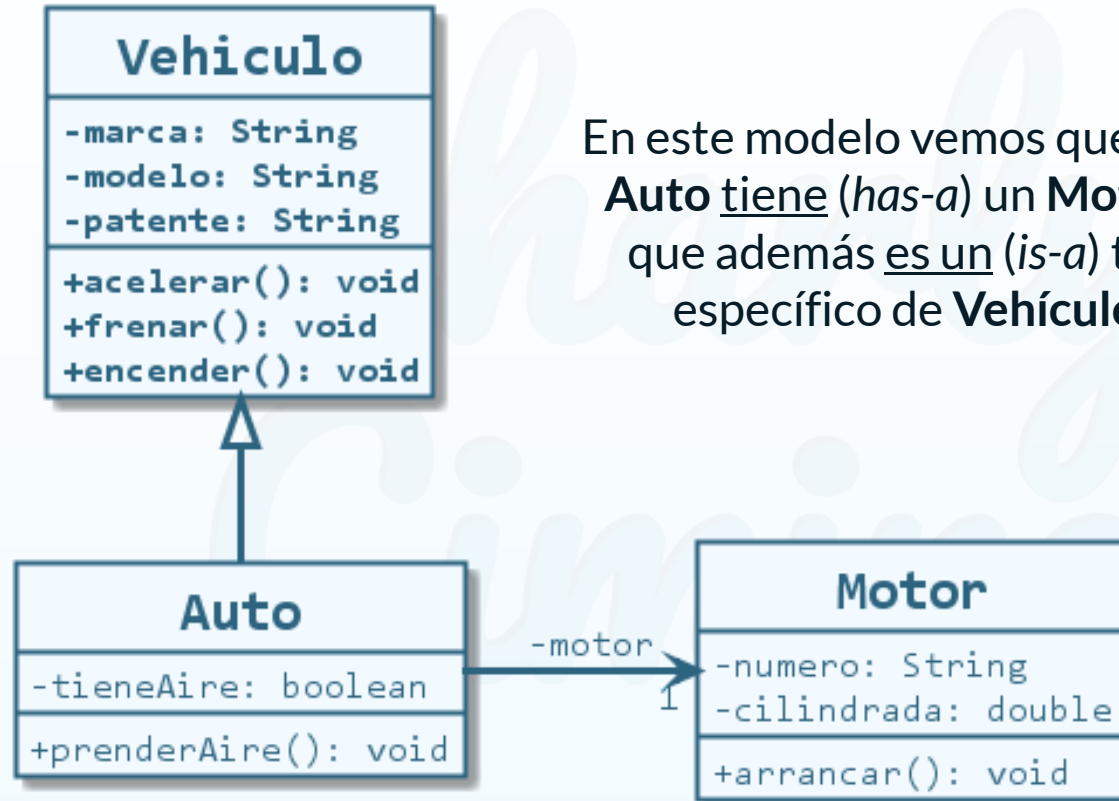 Vehiculo
-marca: String
-modelo: String
-patente: String
+acelerar(): void
+frenar(): void
+encender(): void
En este modelo vemos que
Auto tiene (has-a) un
que además es un (is-a)
específico de
Auto
-tieneAire: boolean
+prenderAire(): void
-motor
1
Motor
-numero: String
-cilindrada: double
+arrancar(): void